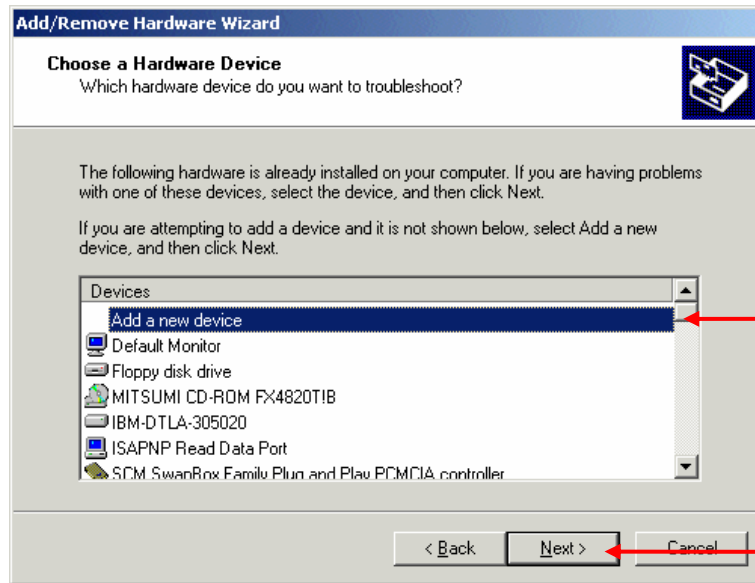 Add/Remove Hardware Wizard
Choose a Hardware Device
Which hardware device do you want to troubleshoot?
The following hardware is already installed on your computer. If you are having problems
with one of these devices, select the device, and then click Next.
If you are attempting to add a device and it is not shown below, select Add a new
device, and then click Next.
Devices
Add a new device
Default Monitor
Floppy disk drive
MITSUMI CD-ROM FX4820T!B
IBM-DTLA-305020
ISAPNP Read Data Port
SCM SwapBox Family Plug and Play PCMCIA controller
< Back Next > Cancel